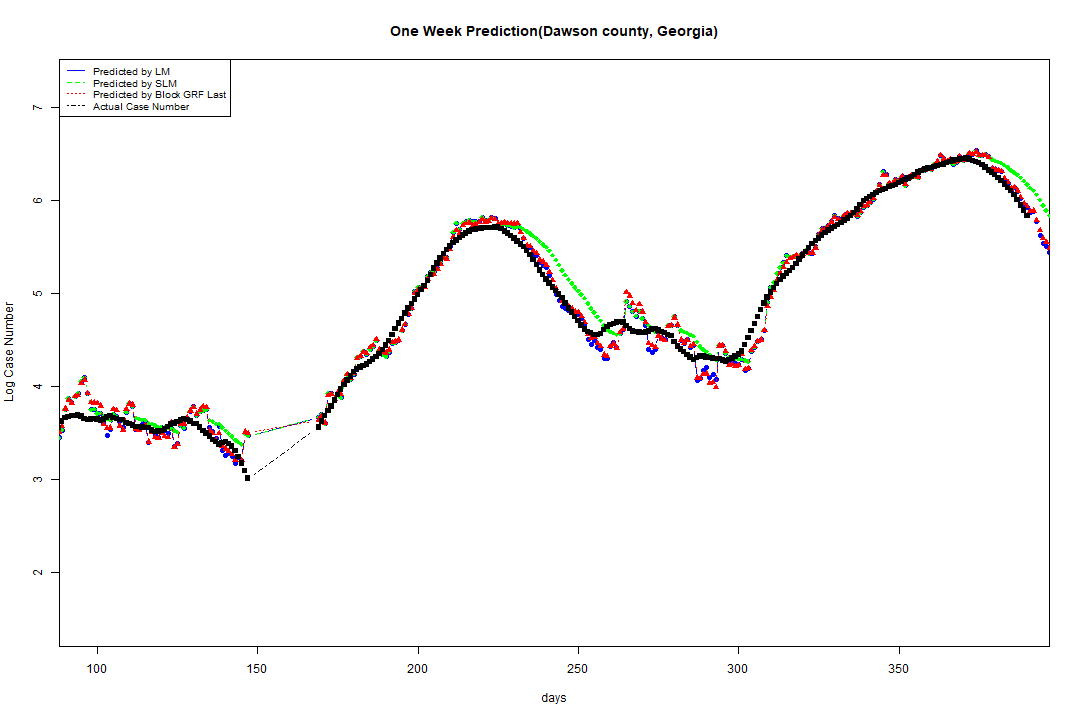 One Week Prediction(Dawson county, Georgia)
Predicted by LM
Predicted by SLM
Predicted by Block GRF Last
Actual Case Number
7
6
5
4
3
2
Log Case Number
100 150 200 250 300 350
days